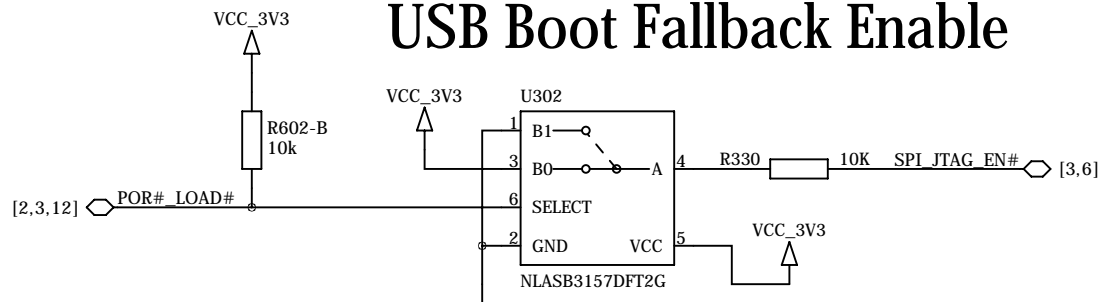 USB Boot Fallback Enable
VCC_3V3
VCC_3V3
U302
R602-B
10k
1
B1
3
B0
A
4
R330
10K
SPI_JTAG_EN#
[3,6]
[2,3,12]
POR#_LOAD#
6
SELECT
2
GND
VCC
5
VCC_3V3
NLASB3157DFT2G